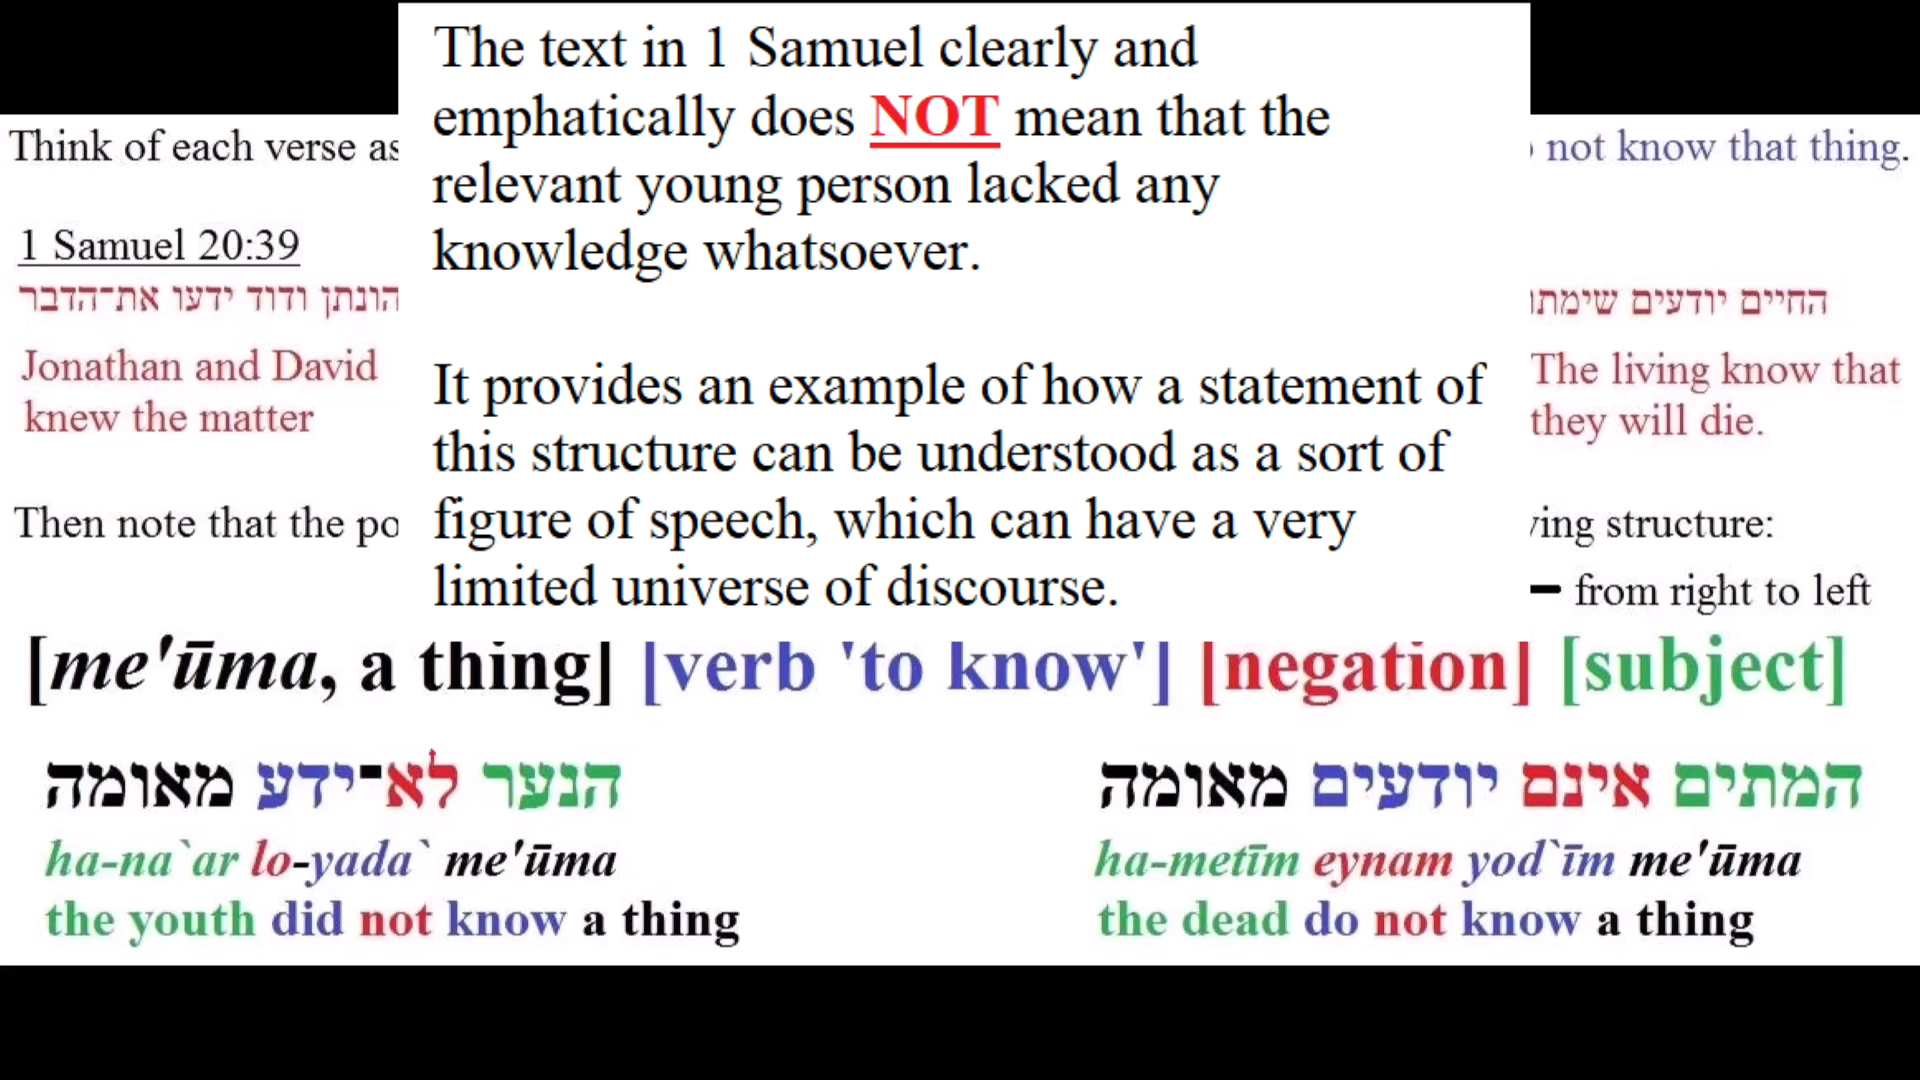 The text in 1 Samuel clearly and
emphatically does NOT mean that the
relevant young person lacked any
knowledge whatsoever.
It provides an example of how a statement of
this structure can be understood as a sort of
figure of speech, which can have a very
limited universe of discourse.
Think of each verse as
not know that thing.
1 Samuel 20:39
הונתן ודוד ידעו את־הדבר
Jonathan and David
knew the matter
החיים יודעים שימתו
The living know that
they will die.
Then note that the
structure:
— from right to left
[me'ūma, a thing] [verb 'to know'] [negation] [subject]
הנער לא־ידע מאומה
ha-na`ar lo-yada` me'ūma
the youth did not know a thing
המתים אינם יודעים מאומה
ha-metīm eynam yod`īm me'ūma
the dead do not know a thing